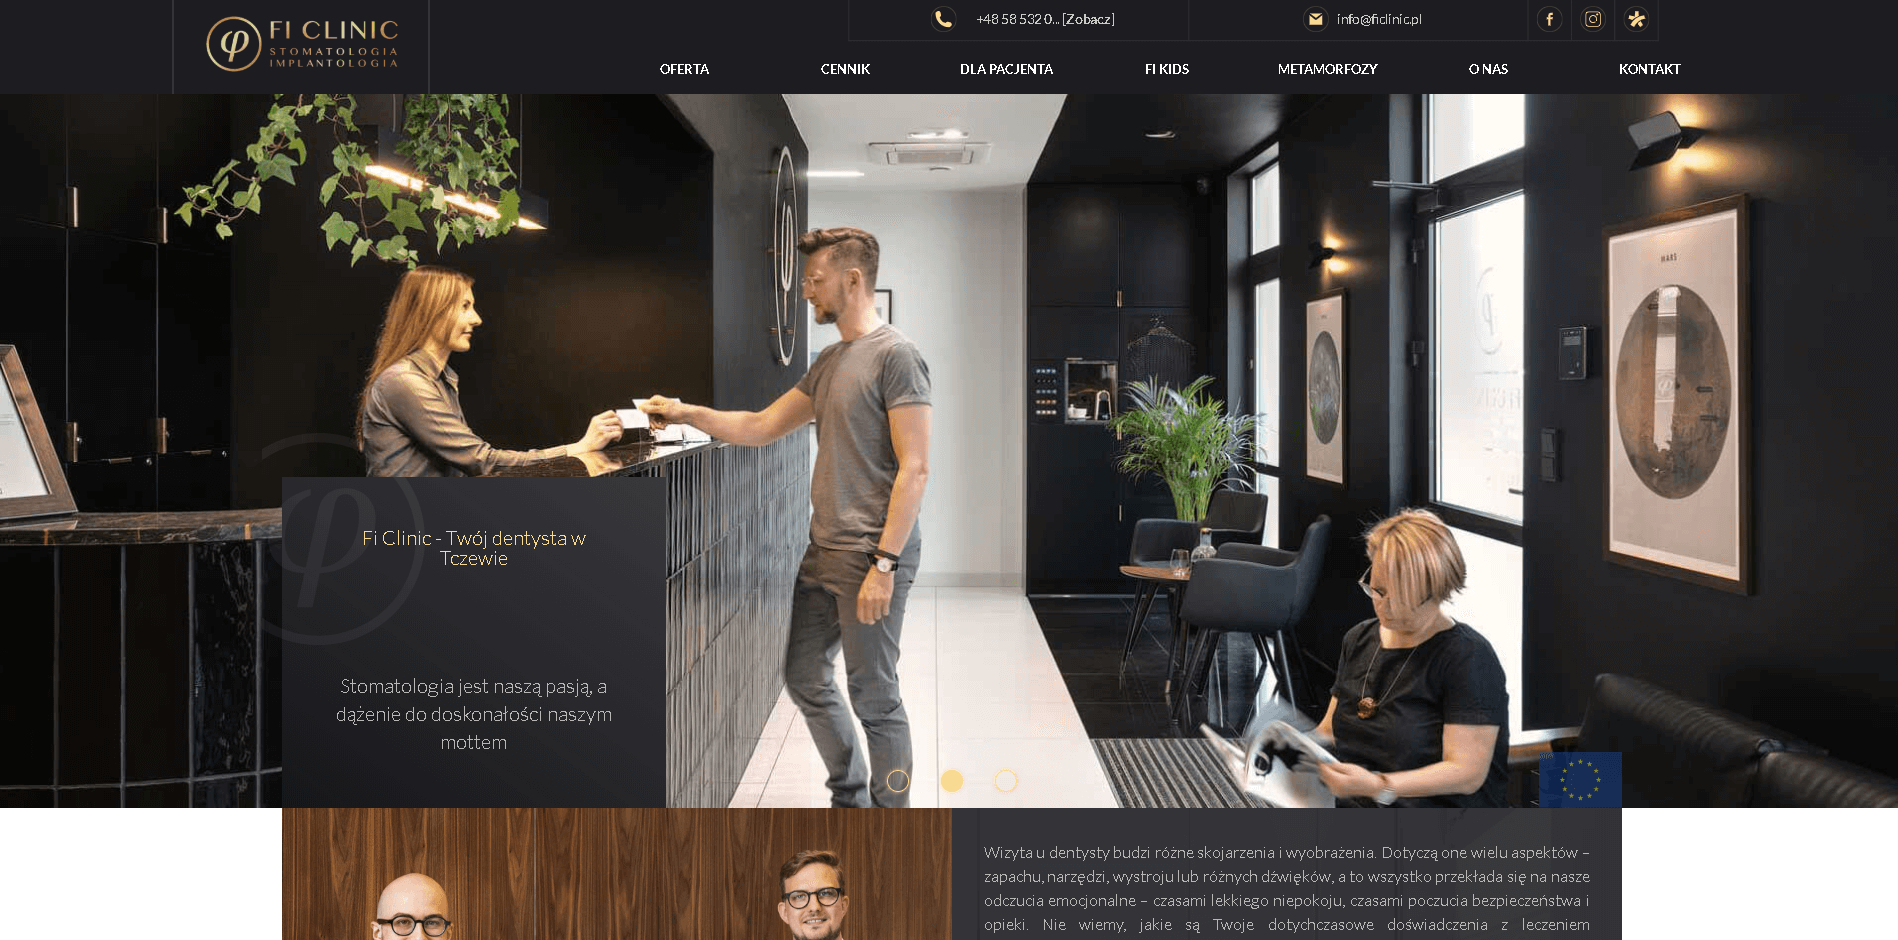 FI CLINIC
STOMATOLOGIA
IMPLANTOLOGIA
+48 58 532 0... [Zobacz]
info@ficlinic.pl
OFERTA
CENNIK
DLA PACJENTA
FI KIDS
METAMORFOZY
O NAS
KONTAKT
MARS
Fi Clinic - Twój dentysta w
Tczewie
Stomatologia jest naszą pasją, a
dążenie do doskonałości naszym
mottem
Wizyta u dentysty budzi różne skojarzenia i wyobrażenia. Dotyczą one wielu aspektów –
zapachu, narzędzi, wystroju lub różnych dźwięków, a to wszystko przekłada się na nasze
odczucia emocjonalne – czasami lekkiego niepokoju, czasami poczucia bezpieczeństwa i
opieki. Nie wiemy, jakie są Twoje dotychczasowe doświadczenia z leczeniem